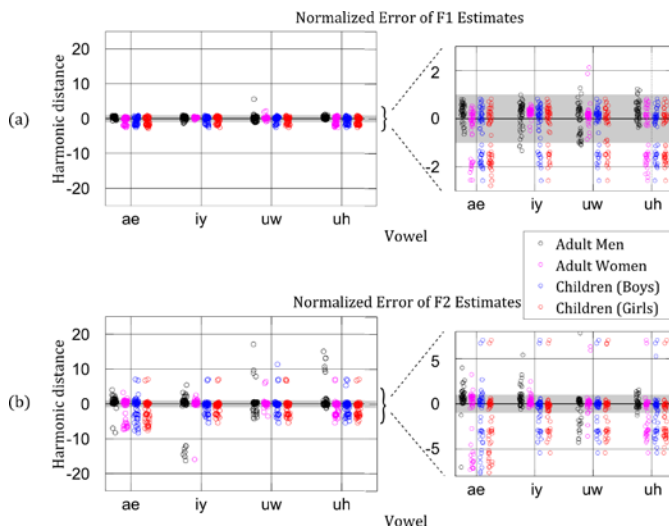 Normalized Error of F1 Estimates
20
10
0
-10
-20
Harmonic distance
(a)
ae iy uw uh
2
0
-2
ae iy uw uh
Vowel
Adult Men
Adult Women
Children (Boys)
Children (Girls)
Normalized Error of F2 Estimates
20
10
0
-10
-20
Harmonic distance
(b)
ae iy uw uh
5
0
-5
ae iy uw uh